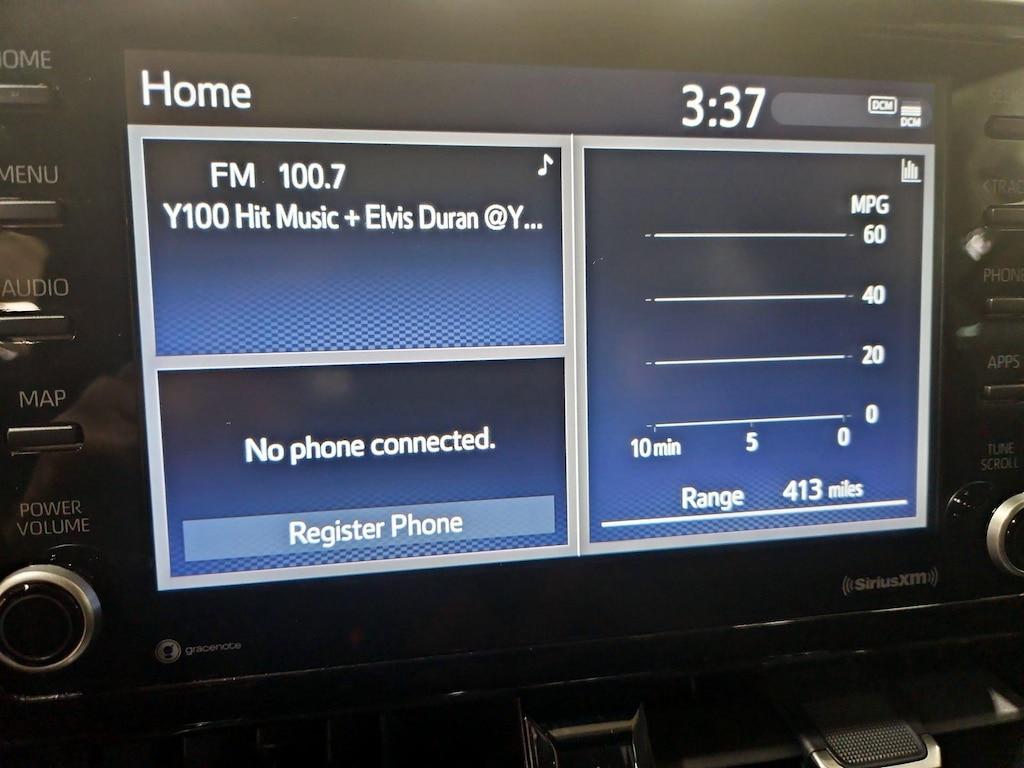 HOME
MENU
AUDIO
MAP
POWER
VOLUME
Home
3:37
DCM
DCM
FM 100.7
Y100 Hit Music + Elvis Duran @Y...
No phone connected.
Register Phone
MPG
60
40
20
0
10 min 5 0
Range 413 miles
PHONE
APPS
TUNE
SCROLL
gracenote
SiriusXM